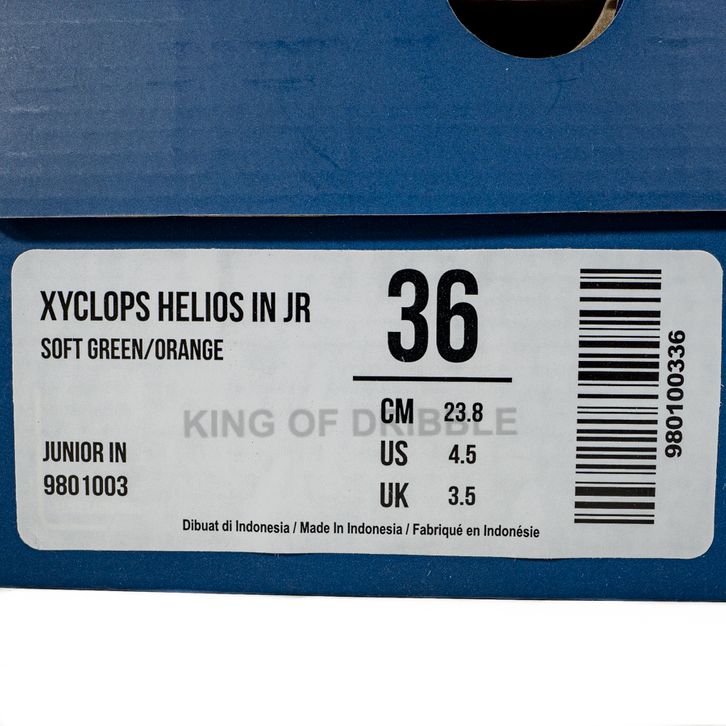 XYCLOPS HELIOS IN JR
SOFT GREEN/ORANGE
36
KING OF DRIBBLE
CM 23.8
US 4.5
UK 3.5
JUNIOR IN
9801003
Dibuat di Indonesia / Made In Indonesia / Fabriqué en Indonésie
980100336